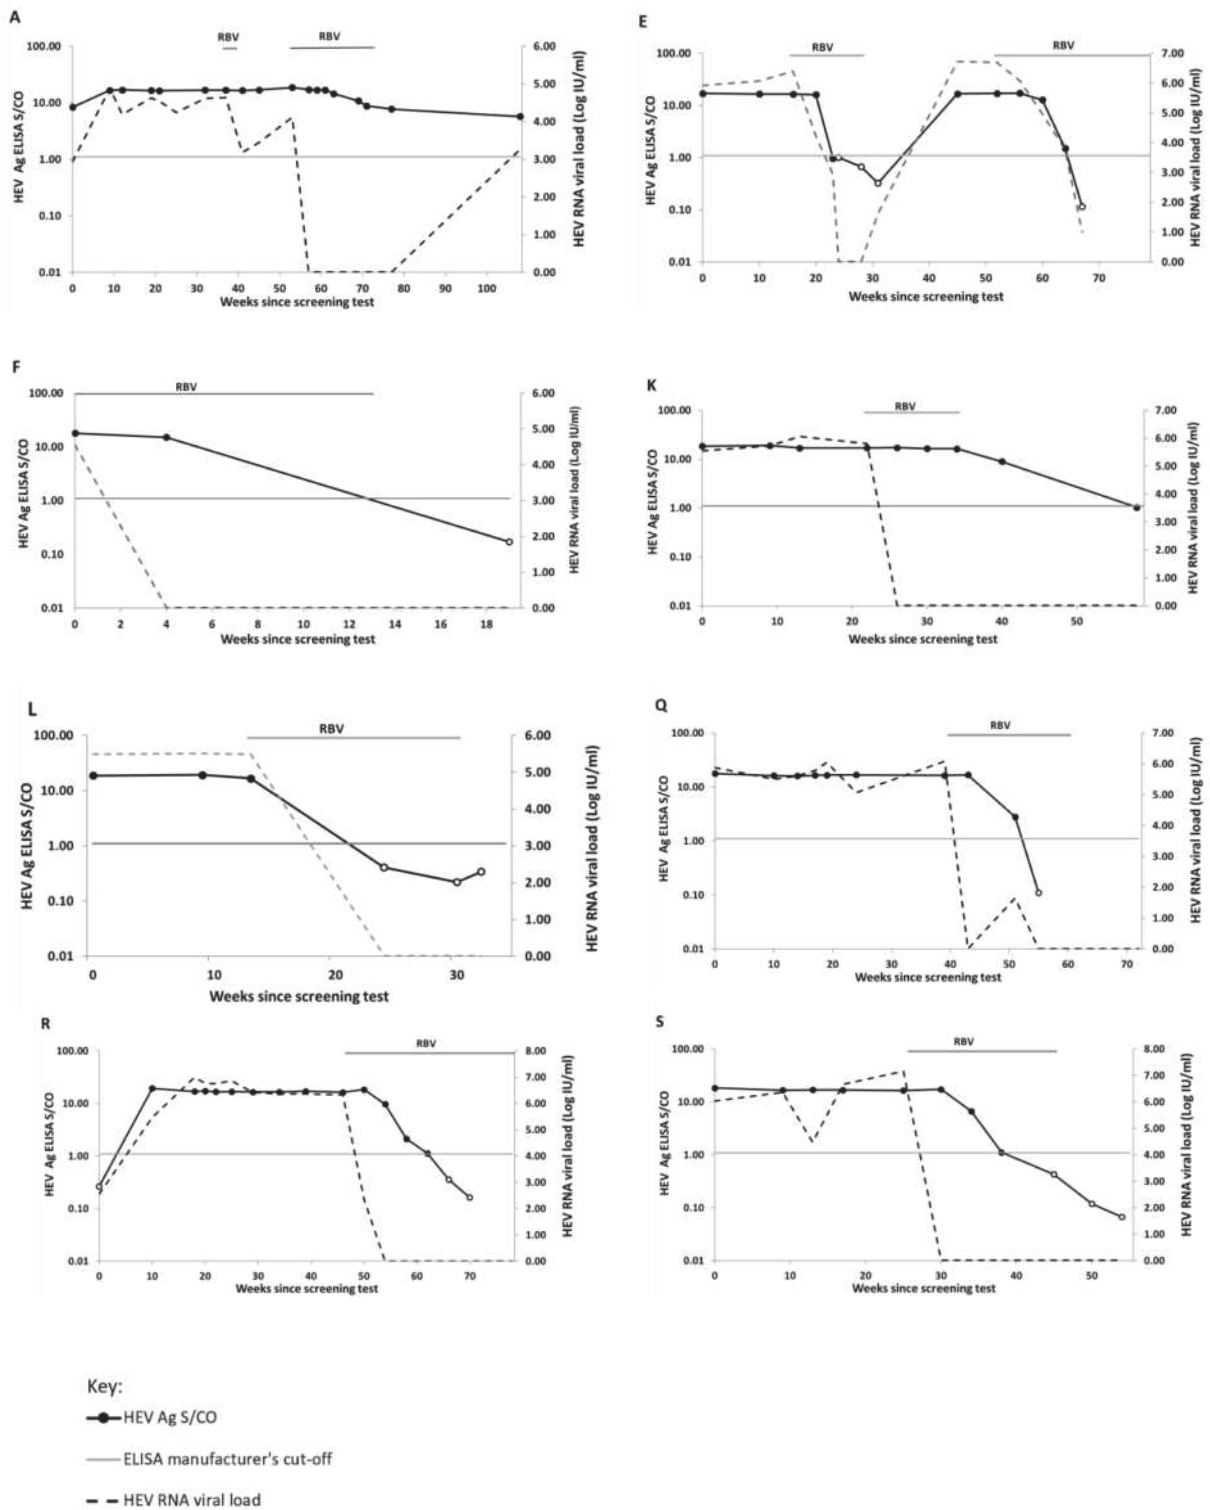 A
RBV
RBV
100.00
10.00
1.00
0.10
0.01
HEV Ag ELISA S/CO
6.00
5.00
4.00
3.00
2.00
1.00
0.00
HEV RNA viral load (Log IU/ml)
0 10 20 30 40 50 60 70 80 90 100
Weeks since screening test
E
RBV
RBV
100.00
10.00
1.00
0.10
0.01
HEV Ag ELISA S/CO
7.00
6.00
5.00
4.00
3.00
2.00
1.00
0.00
HEV RNA viral load (Log IU/ml)
0 10 20 30 40 50 60 70
Weeks since screening test
F
RBV
100.00
10.00
1.00
0.10
0.01
HEV Ag ELISA S/CO
6.00
5.00
4.00
3.00
2.00
1.00
0.00
HEV RNA viral load (Log IU/ml)
0 2 4 6 8 10 12 14 16 18
Weeks since screening test
K
RBV
100.00
10.00
1.00
0.10
0.01
HEV Ag ELISA S/CO
7.00
6.00
5.00
4.00
3.00
2.00
1.00
0.00
HEV RNA viral load (Log IU/ml)
0 10 20 30 40 50
Weeks since screening test
L
RBV
100.00
10.00
1.00
0.10
0.01
HEV Ag ELISA S/CO
6.00
5.00
4.00
3.00
2.00
1.00
0.00
HEV RNA viral load (Log IU/ml)
0 10 20 30
Weeks since screening test
Q
RBV
100.00
10.00
1.00
0.10
0.01
HEV Ag ELISA S/CO
7.00
6.00
5.00
4.00
3.00
2.00
1.00
0.00
HEV RNA viral load (Log IU/ml)
0 10 20 30 40 50 60 70
Weeks since screening test
R
RBV
100.00
10.00
1.00
0.10
0.01
HEV Ag ELISA S/CO
8.00
7.00
6.00
5.00
4.00
3.00
2.00
1.00
0.00
HEV RNA viral load (Log IU/ml)
0 10 20 30 40 50 60 70
Weeks since screening test
S
RBV
100.00
10.00
1.00
0.10
0.01
HEV Ag ELISA S/CO
8.00
7.00
6.00
5.00
4.00
3.00
2.00
1.00
0.00
HEV RNA viral load (Log IU/ml)
0 10 20 30 40 50
Weeks since screening test
Key:
HEV Ag S/CO
ELISA manufacturer's cut-off
HEV RNA viral load